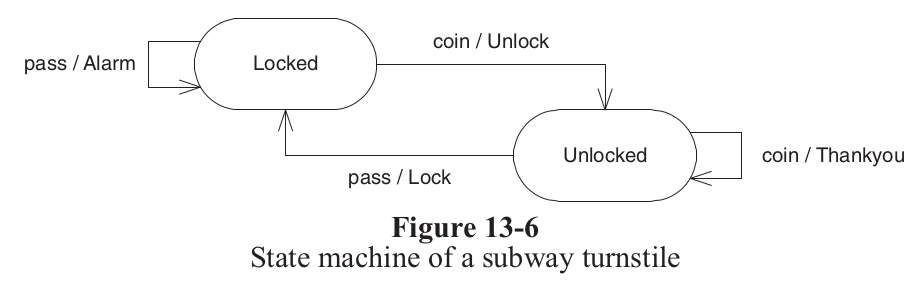 coin / Unlock
pass / Alarm
Locked
Unlocked
coin / Thankyou
pass / Lock
Figure 13-6
State machine of a subway turnstile